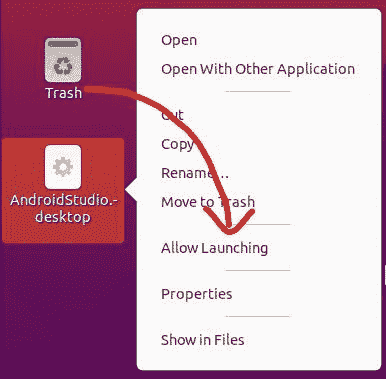 Trash
AndroidStudio.-
desktop
Open
Open With Other Application
Cut
Copy
Rename…
Move to Trash
Allow Launching
Properties
Show in Files